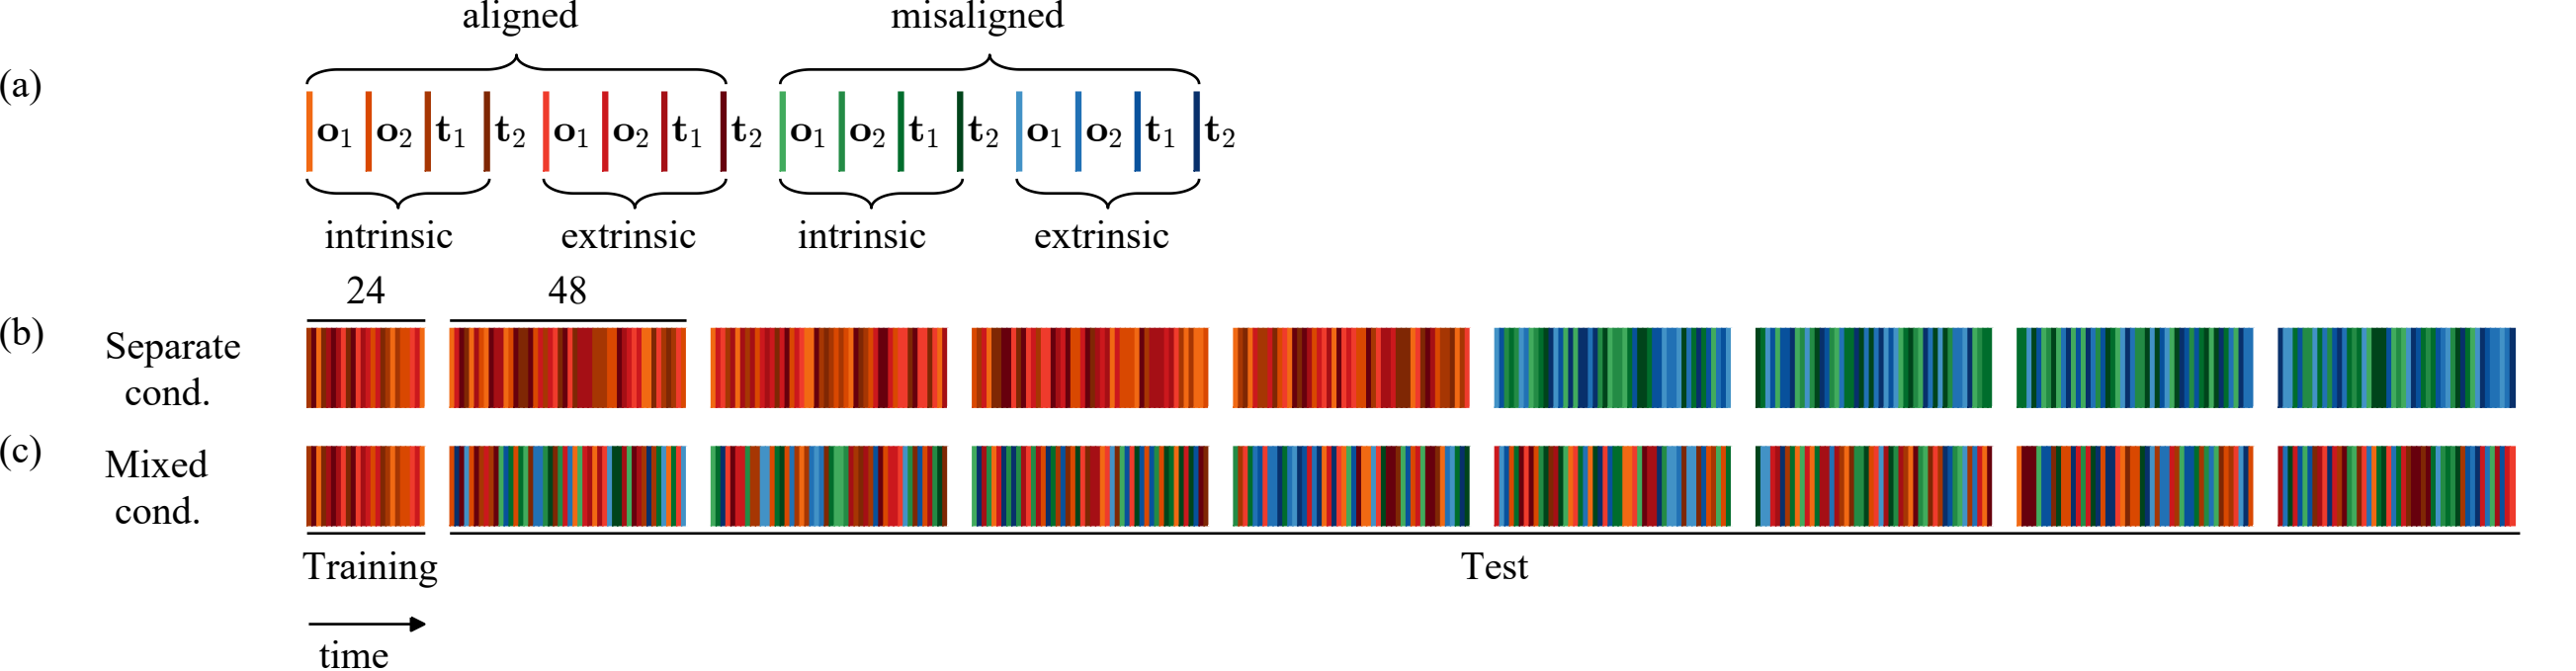 aligned misaligned
(a)
o₁ o₂ t₁ t₂ o₁ o₂ t₁ t₂ o₁ o₂ t₁ t₂ o₁ o₂ t₁ t₂
intrinsic extrinsic intrinsic extrinsic
24 48
(b) Separate
cond.
(c) Mixed
cond.
Training Test
time